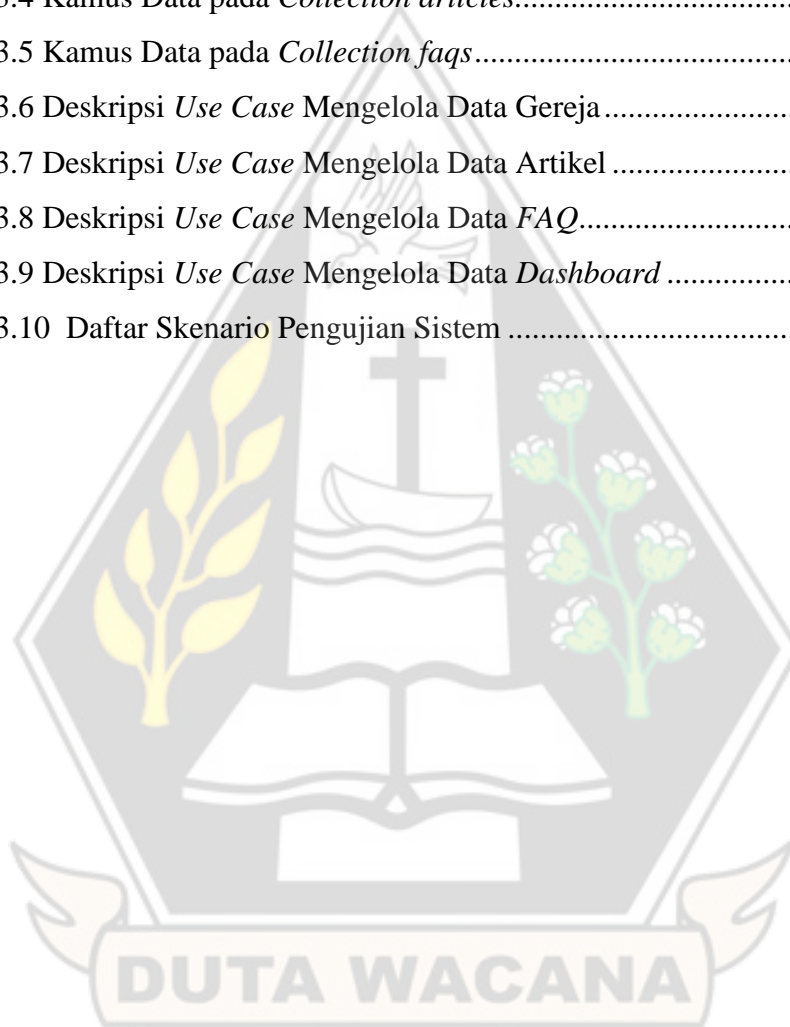 3.4 Kamus Data pada Collection articles....................................
3.5 Kamus Data pada Collection faqs........................................
3.6 Deskripsi Use Case Mengelola Data Gereja.......................
3.7 Deskripsi Use Case Mengelola Data Artikel ......................
3.8 Deskripsi Use Case Mengelola Data FAQ..........................
3.9 Deskripsi Use Case Mengelola Data Dashboard ...............
3.10 Daftar Skenario Pengujian Sistem ...................................
DUTA WACANA